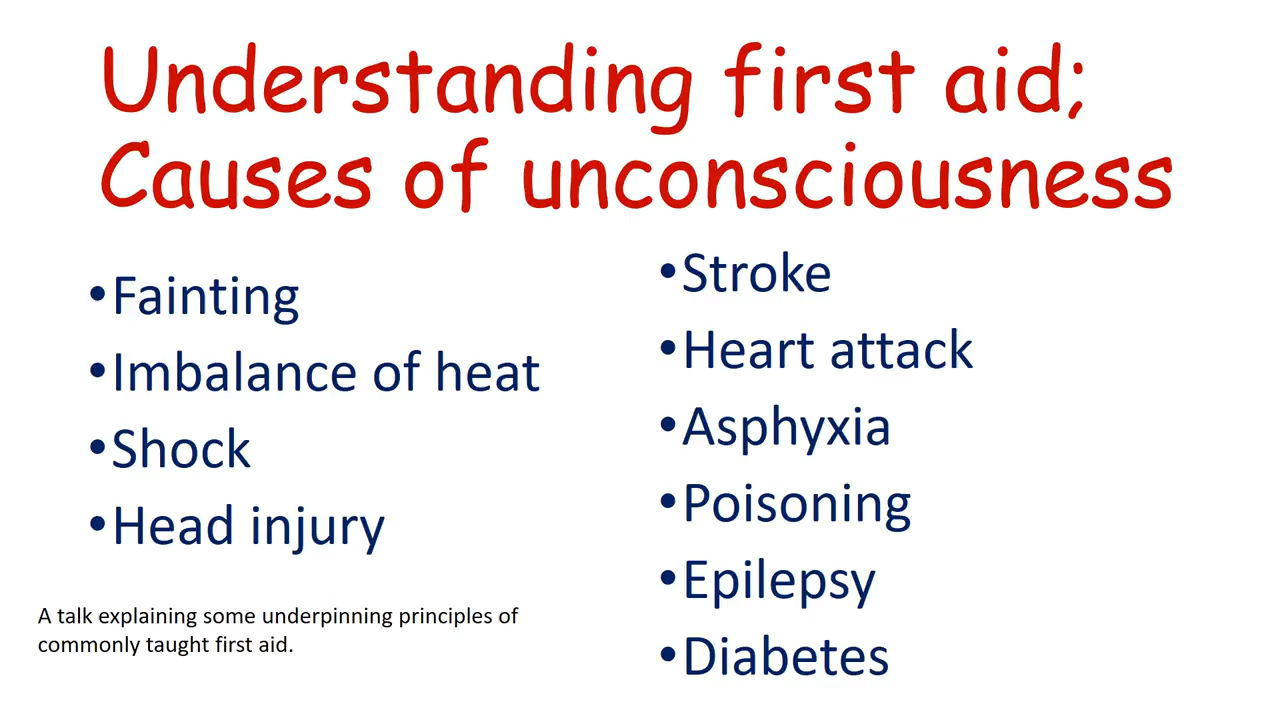 Understanding first aid;
Causes of unconsciousness
•Fainting
•Imbalance of heat
•Shock
•Head injury
A talk explaining some underpinning principles of
commonly taught first aid.
•Stroke
•Heart attack
•Asphyxia
•Poisoning
•Epilepsy
•Diabetes